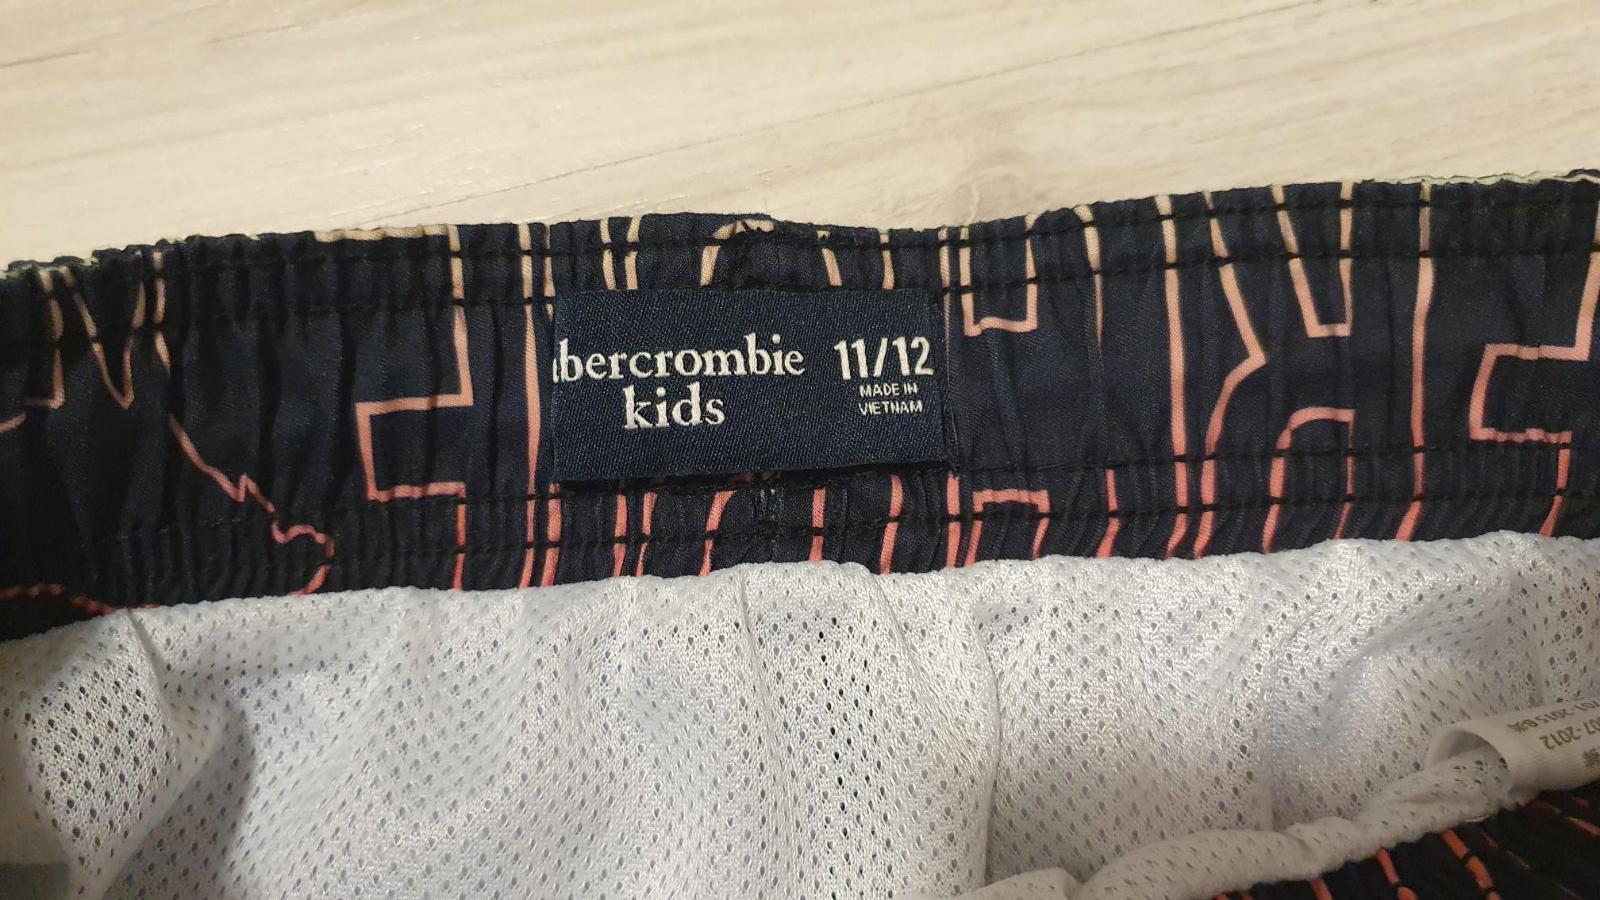 abercrombie
kids
11/12
MADE IN
VIETNAM